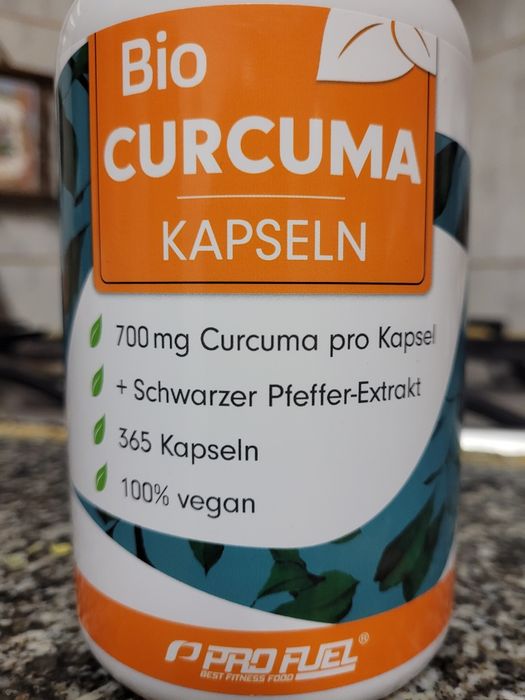 Bio
CURCUMA
KAPSELN
700 mg Curcuma pro Kapsel
+ Schwarzer Pfeffer-Extrakt
365 Kapseln
100% vegan
PRO FUEL®
BEST FITNESS FOOD